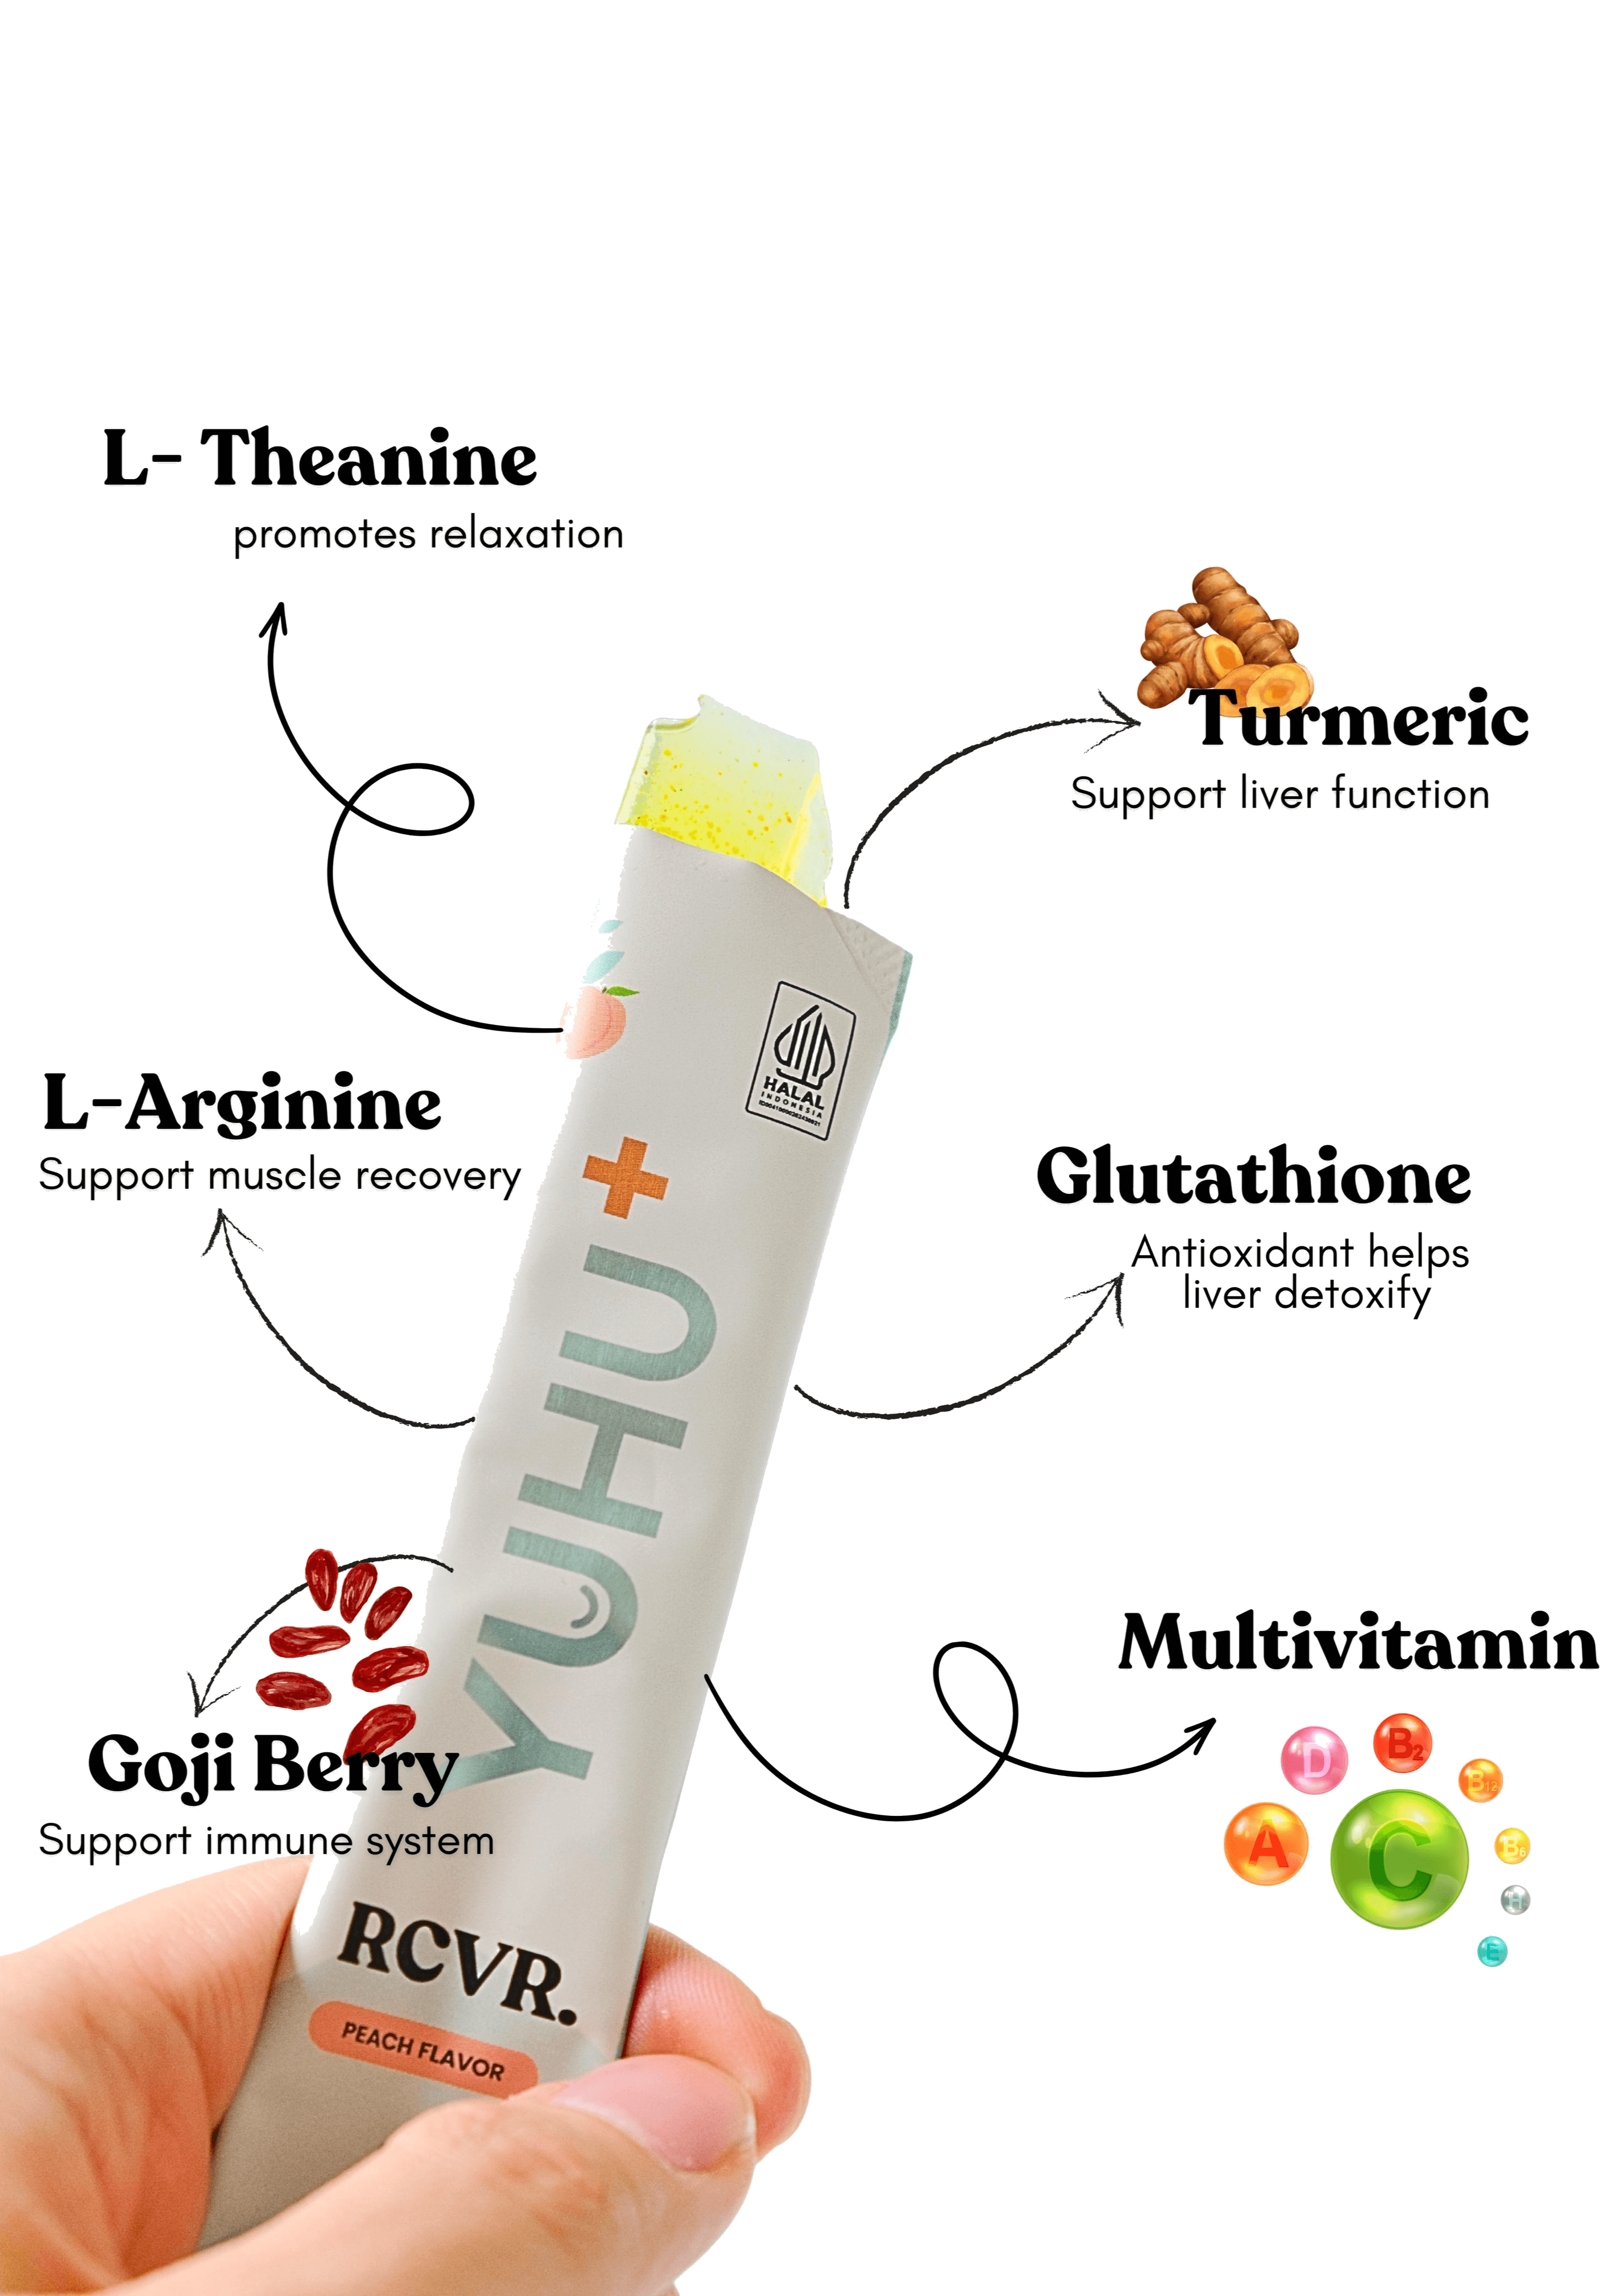 L- Theanine
promotes relaxation
Turmeric
Support liver function
HALAL
INDONESIA
L-Arginine
Support muscle recovery
Glutathione
Antioxidant helps
liver detoxify
YUHU+
Multivitamin
D
B2
B12
A
C
B6
H
E
Goji Berry
Support immune system
RCVR.
PEACH FLAVOR